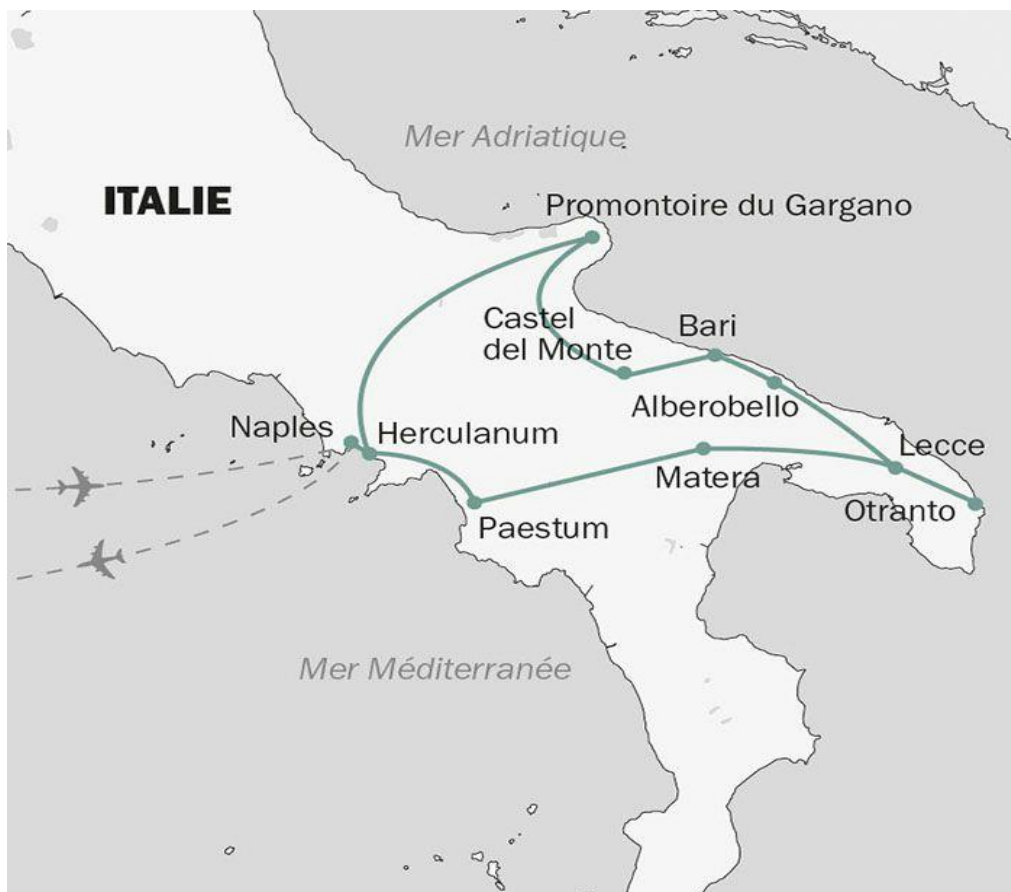 Mer Adriatique
ITALIE
Promontoire du Gargano
Castel
del Monte
Bari
Alberobello
Naples
Herculanum
Lecce
Matera
Otranto
Paestum
Mer Méditerranée